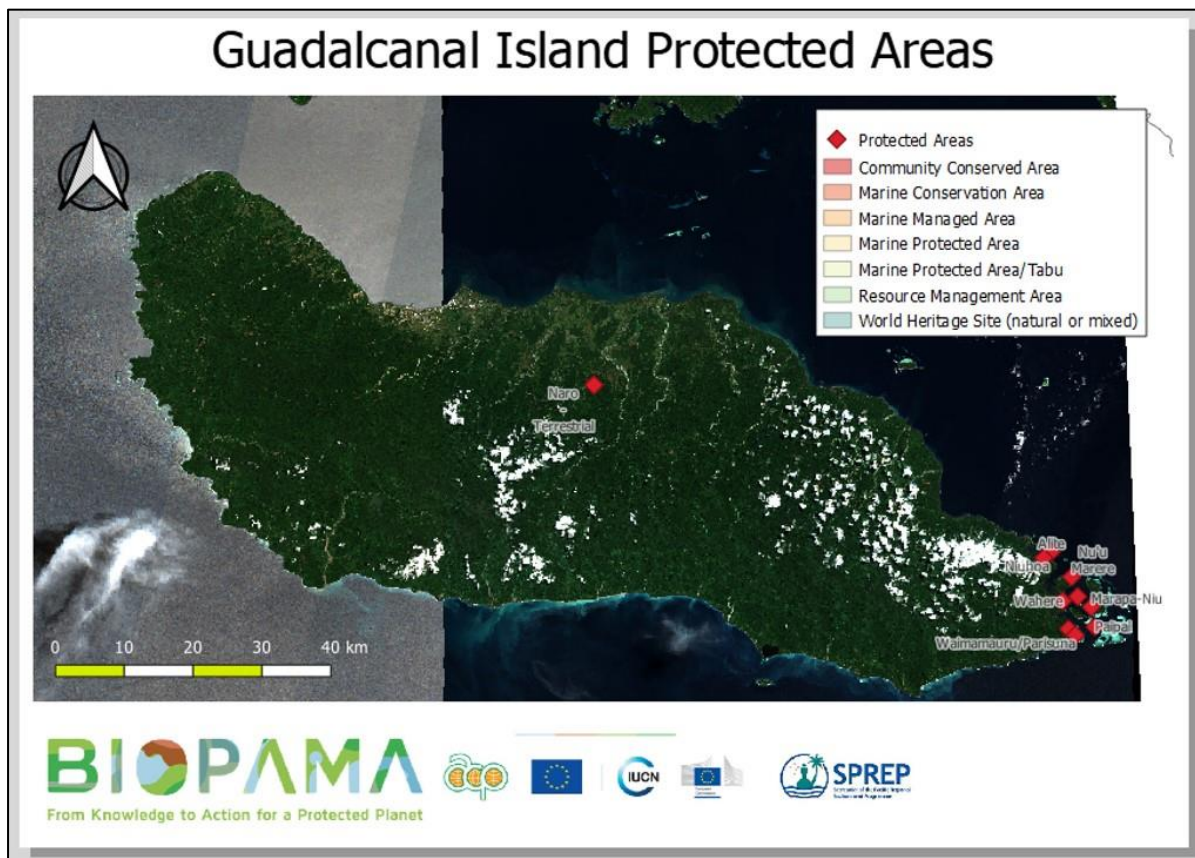 Guadalcanal Island Protected Areas
Protected Areas
Community Conserved Area
Marine Conservation Area
Marine Managed Area
Marine Protected Area
Marine Protected Area/Tabu
Resource Management Area
World Heritage Site (natural or mixed)
Naro
-
Terrestrial
Alite
Nu'u
Niuboa
Marere
Wahere
Marapa-Niu
Paipai
Waimamauru/Parisuna
0 10 20 30 40 km
BIOPAMA
From Knowledge to Action for a Protected Planet
acp
IUCN
European
Commission
SPREP